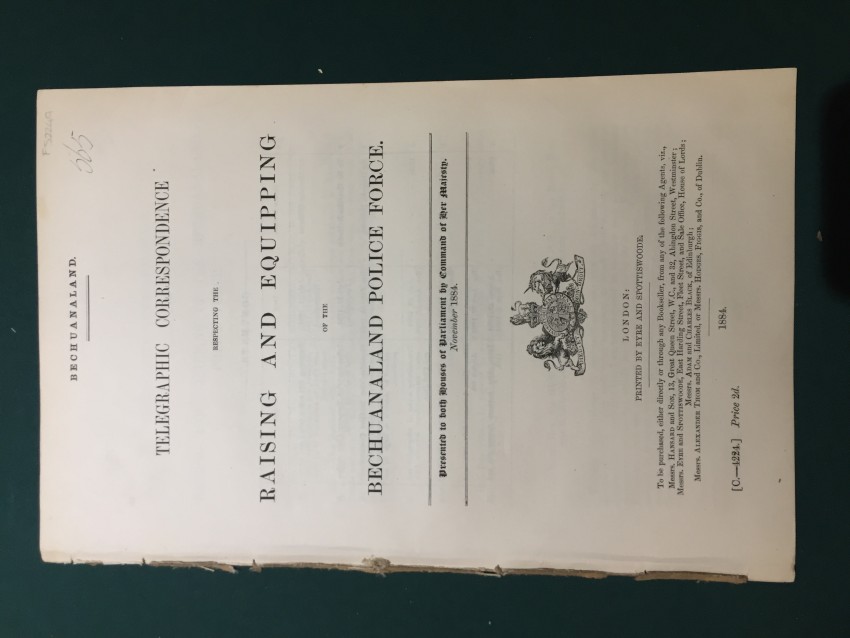 BECHUANALAND.
TELEGRAPHIC CORRESPONDENCE
RESPECTING THE
RAISING AND EQUIPPING
OF THE
BECHUANALAND POLICE FORCE.
Presented to both Houses of Parliament by Command of Her Majesty.
November 1884.
LONDON:
PRINTED BY EYRE AND SPOTTISWOODE.
To be purchased, either directly or through any Bookseller, from any of the following Agents, viz.,
Messrs. HANSARD and SON, 13, Great Queen Street, W.C., and 32, Abingdon Street, Westminster;
Messrs. EYRE and SPOTTISWOODE, East Harding Street, Fleet Street, and Sale Office, House of Lords;
Messrs. ADAM and CHARLES BLACK, of Edinburgh;
Messrs. ALEXANDER THOM and Co., Limited, or Messrs. HODGES, FIGGIS, and Co., of Dublin.
1884.
[C.—4224.] Price 2d.